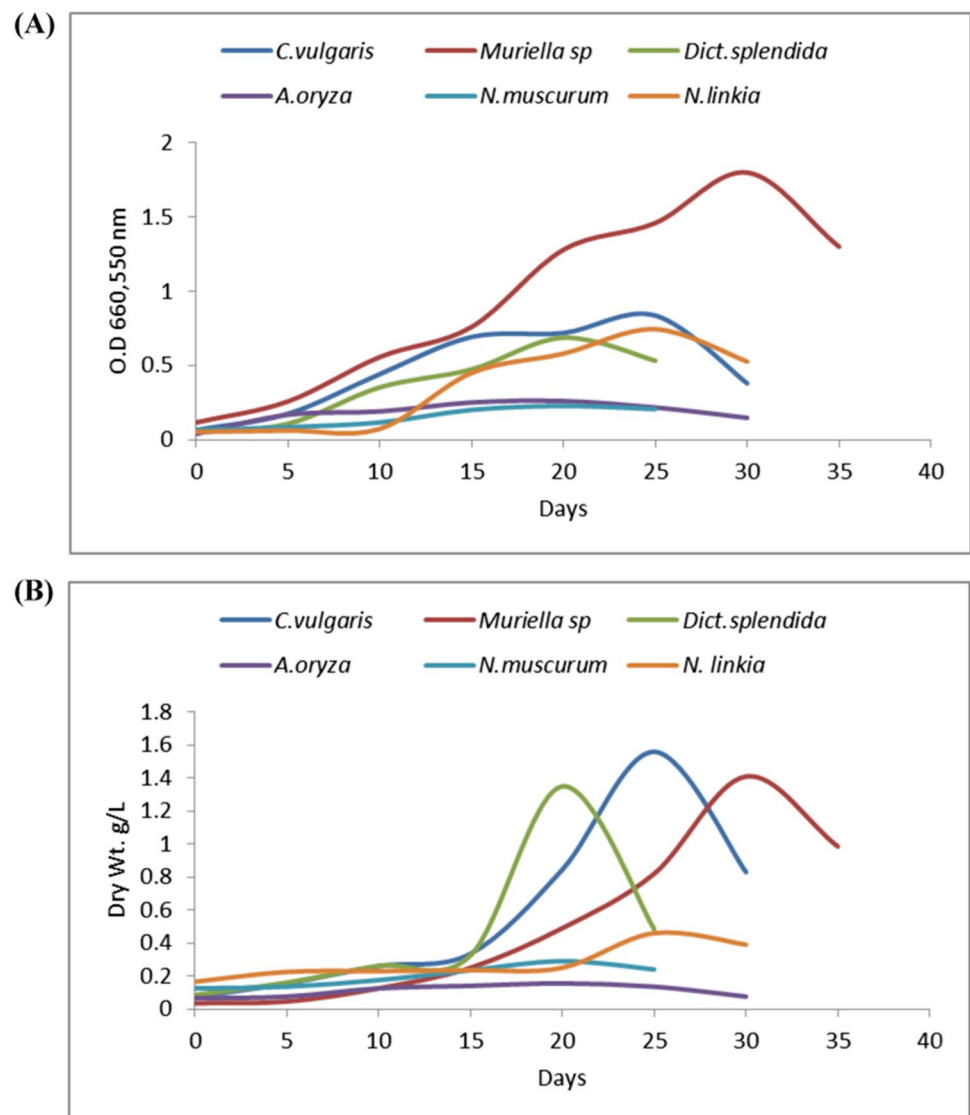 (A)
C.vulgaris Muriella sp Dict.splendida
A.oryza N.muscurum N.linkia
2
1.5
1
0.5
0
O.D 660,550 nm
0 5 10 15 20 25 30 35 40
Days
(B)
C.vulgaris Muriella sp Dict.splendida
A.oryza N.muscurum N. linkia
1.8
1.6
1.4
1.2
1
0.8
0.6
0.4
0.2
0
Dry Wt. g/L
0 5 10 15 20 25 30 35 40
Days